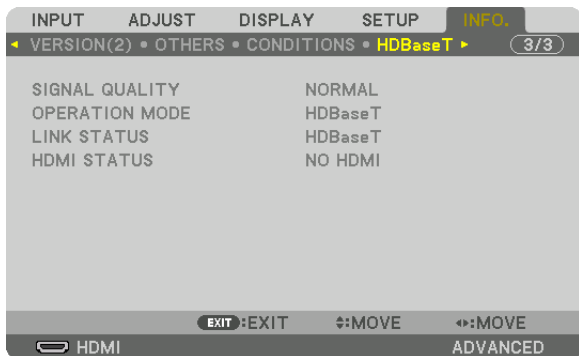 INPUT ADJUST DISPLAY SETUP INFO.
◂ VERSION(2) • OTHERS • CONDITIONS • HDBaseT ▸ 3/3
SIGNAL QUALITY NORMAL
OPERATION MODE HDBaseT
LINK STATUS HDBaseT
HDMI STATUS NO HDMI
EXIT:EXIT ♦:MOVE ◂▸:MOVE
HDMI ADVANCED